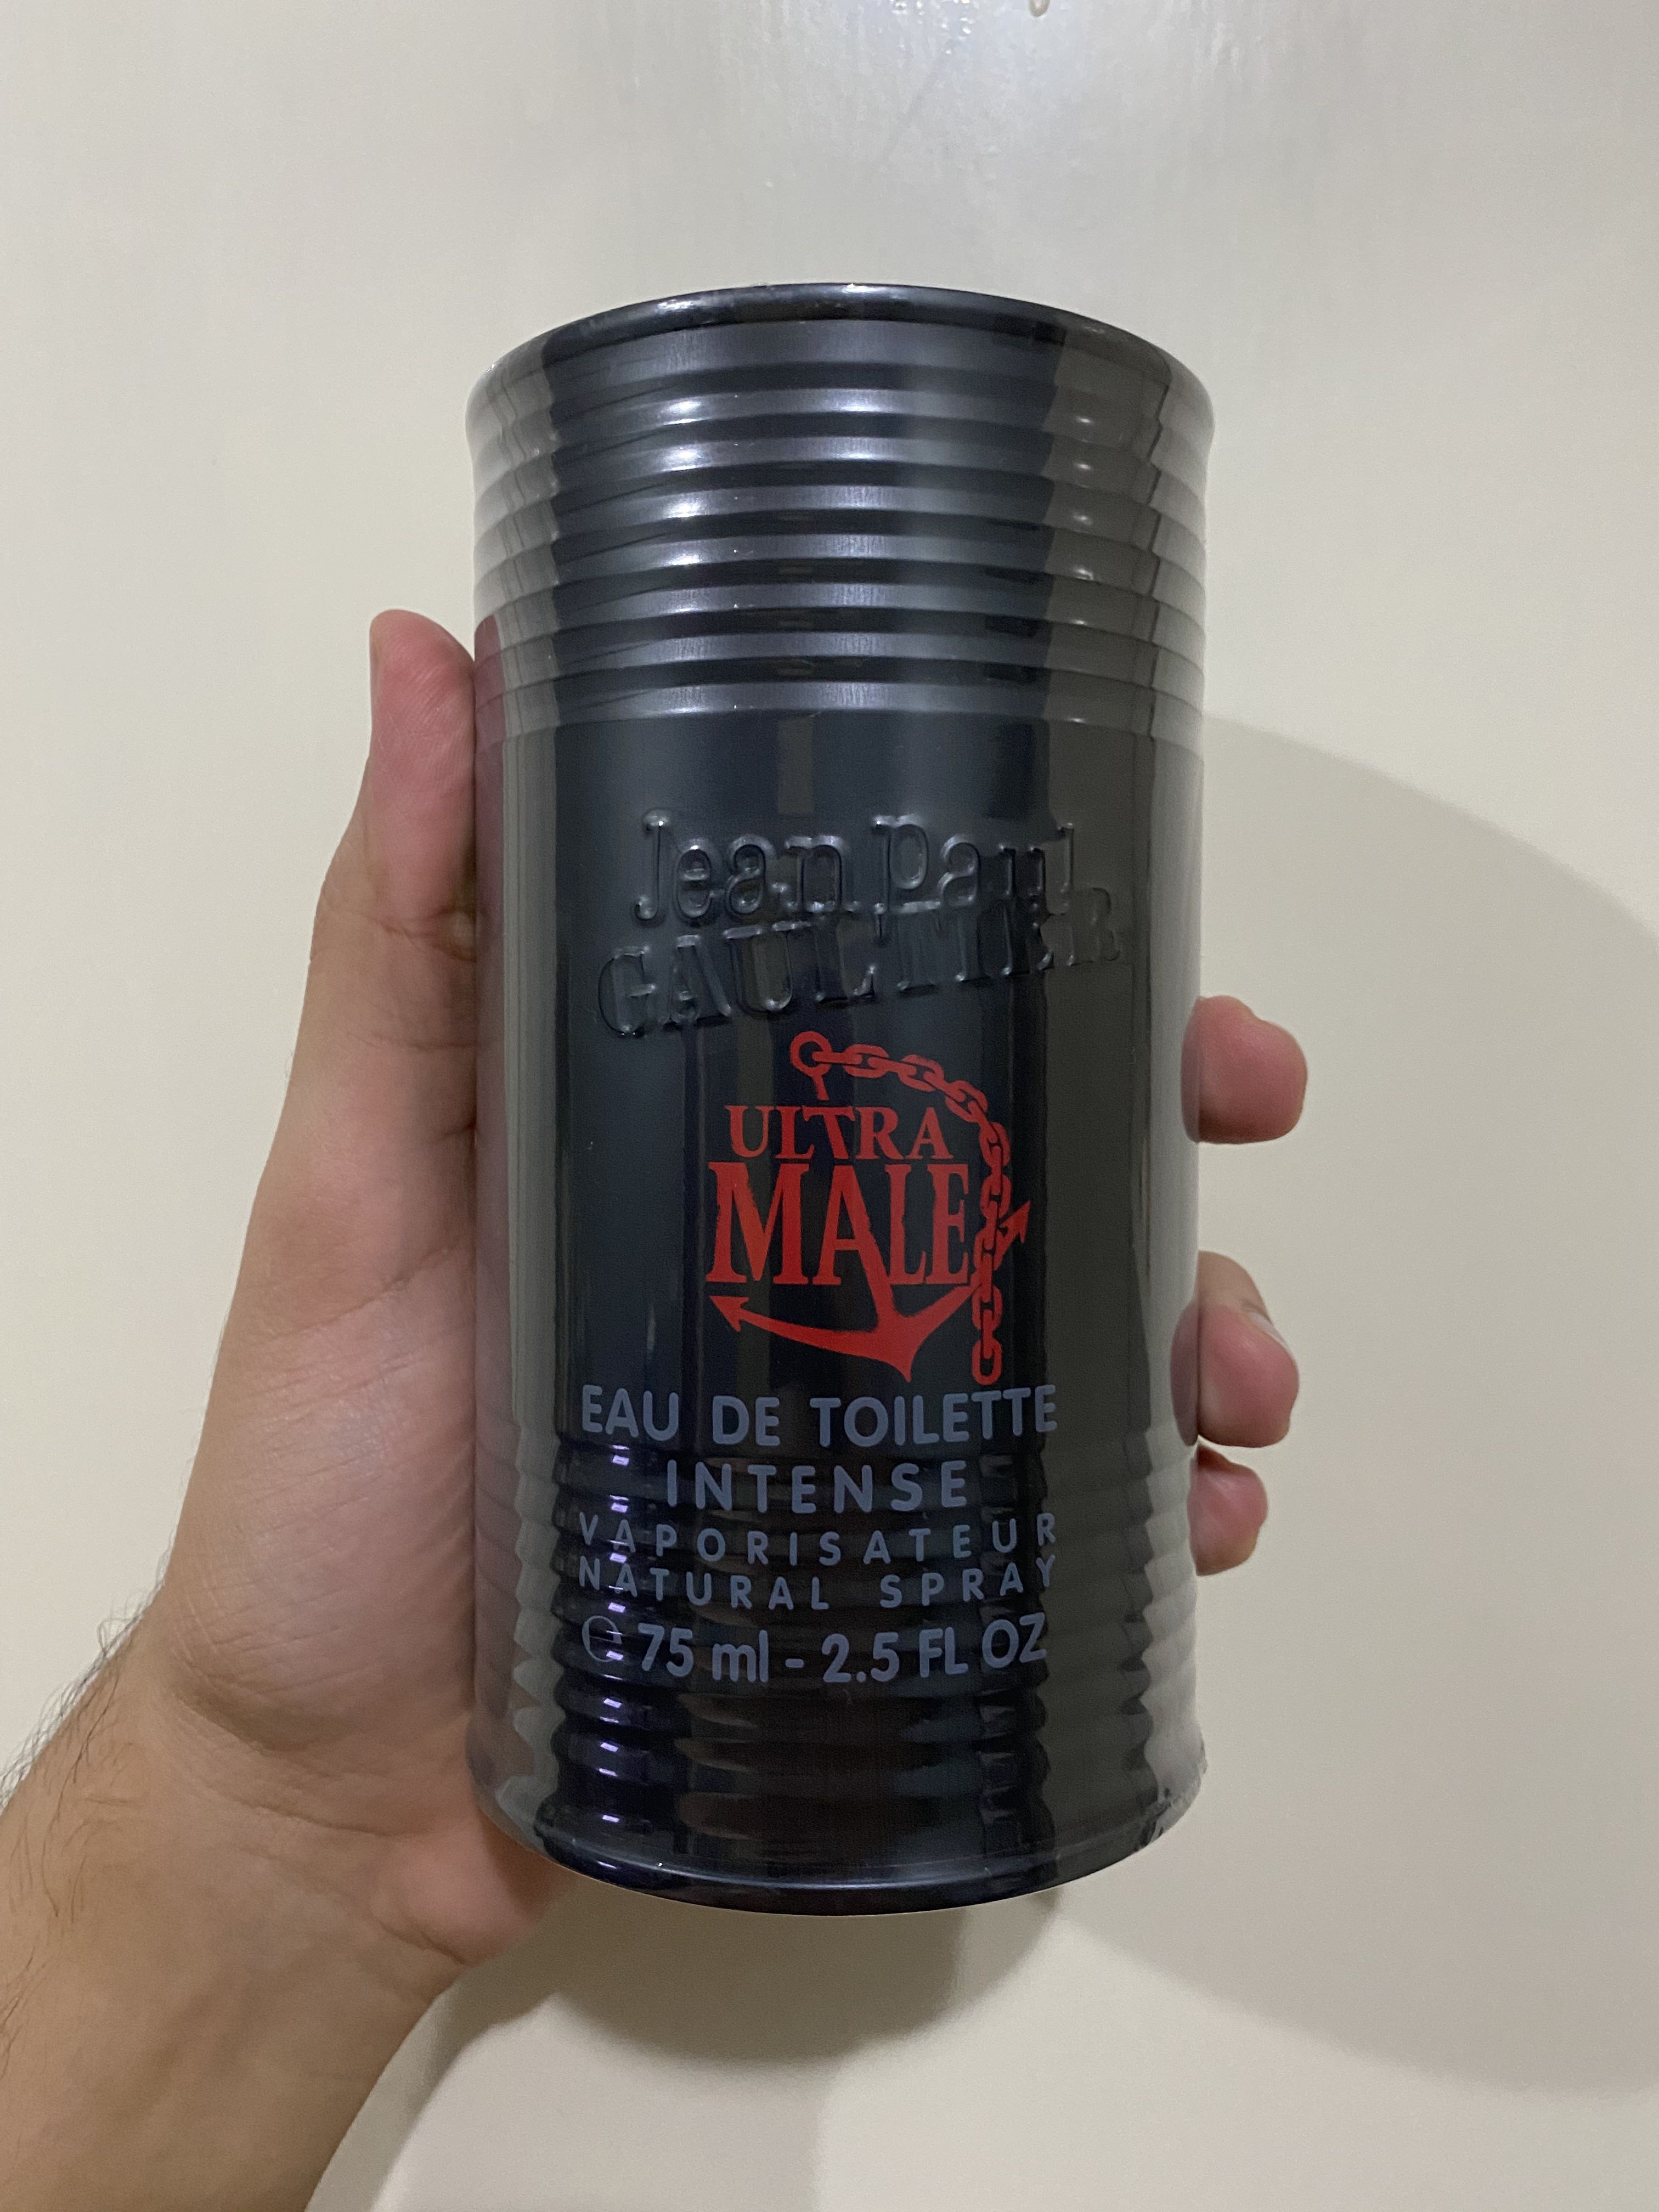 Jean Paul
GAULTIER
ULTRA
MALE
EAU DE TOILETTE
INTENSE
VAPORISATEUR
NATURAL SPRAY
℮ 75 ml - 2.5 FL OZ